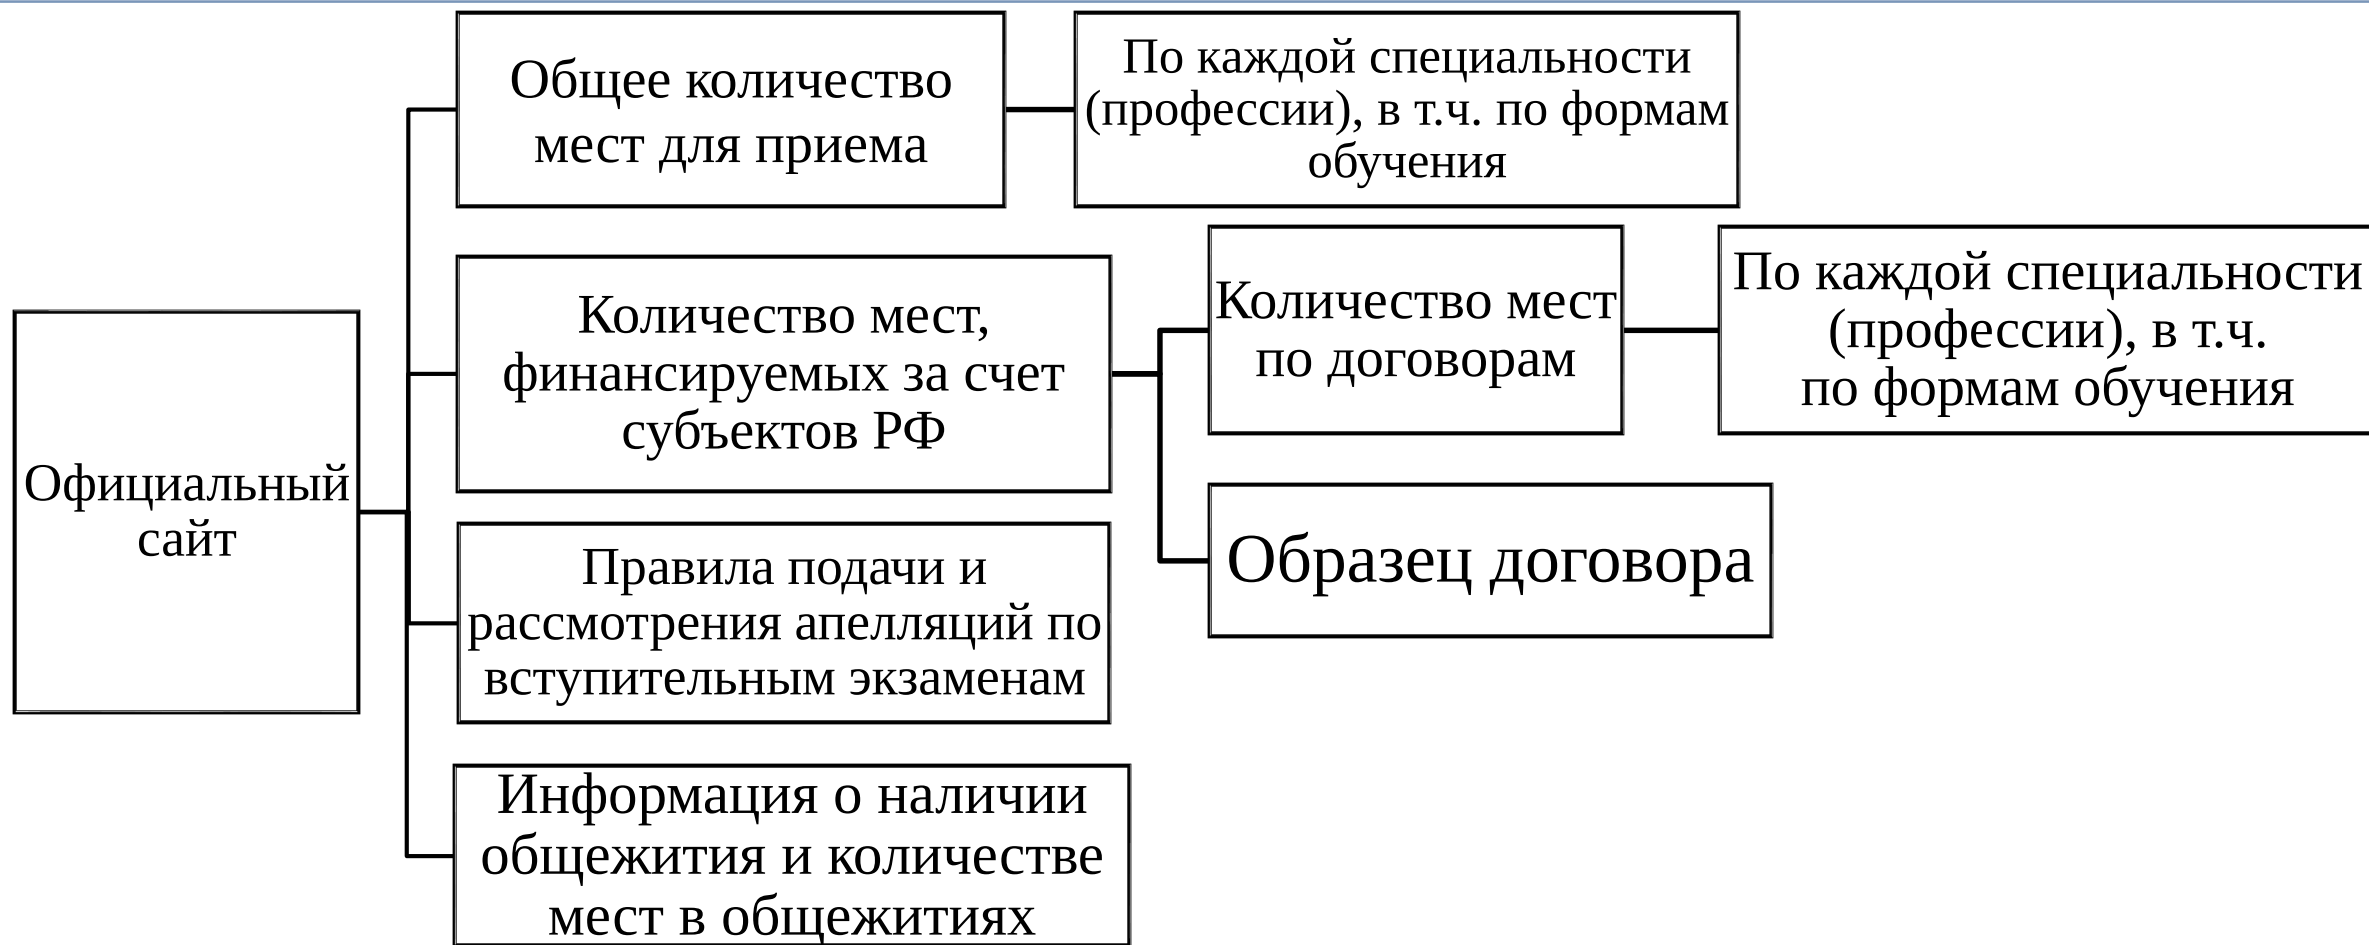 Официальный
сайт
Общее количество
мест для приема
По каждой специальности
(профессии), в т.ч. по формам
обучения
Количество мест,
финансируемых за счет
субъектов РФ
Количество мест
по договорам
По каждой специальности
(профессии), в т.ч.
по формам обучения
Образец договора
Правила подачи и
рассмотрения апелляций по
вступительным экзаменам
Информация о наличии
общежития и количестве
мест в общежитиях